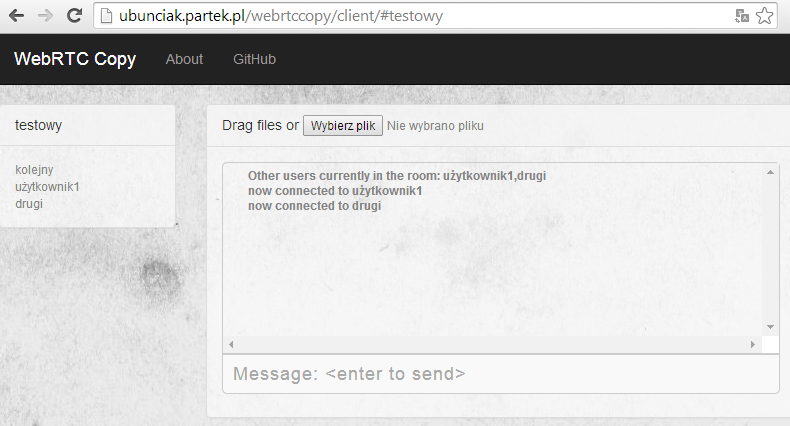 ubunciak.partek.pl/webrtccopy/client/#testowy
WebRTC Copy About GitHub
testowy
kolejny
użytkownik1
drugi
Drag files or Wybierz plik Nie wybrano pliku
Other users currently in the room: użytkownik1,drugi
now connected to użytkownik1
now connected to drugi
Message: <enter to send>